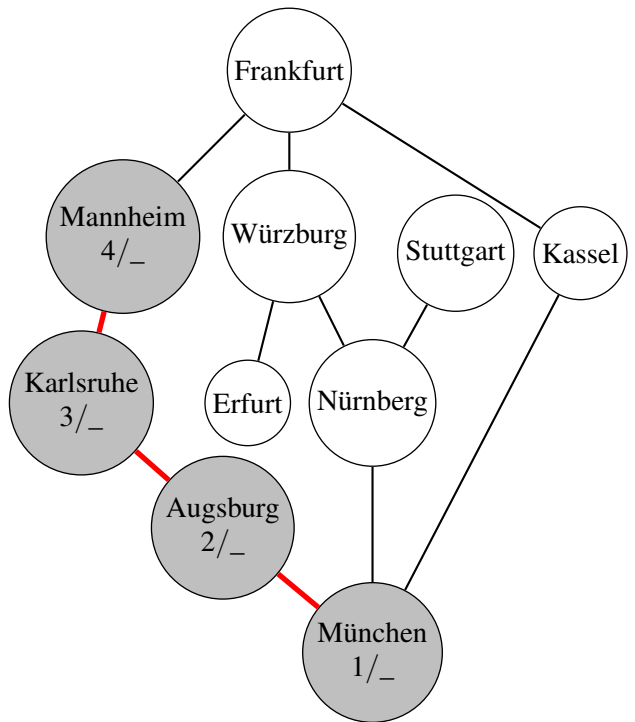 Frankfurt
Mannheim
4/_
Würzburg
Stuttgart
Kassel
Karlsruhe
3/_
Erfurt
Nürnberg
Augsburg
2/_
München
1/_